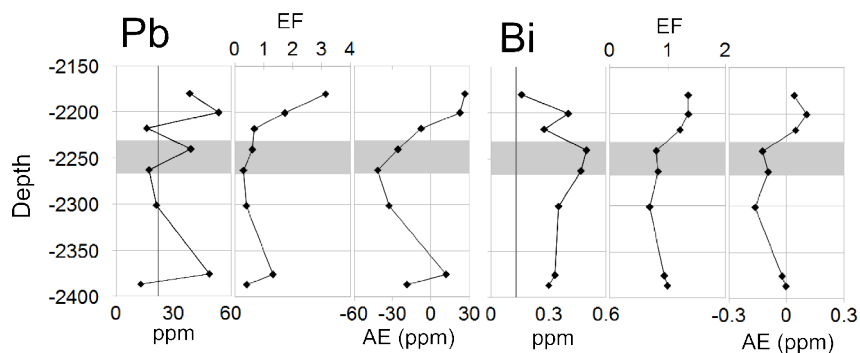 Pb
EF
0 1 2 3 4
Bi
EF
0 1 2
Depth
-2150
-2200
-2250
-2300
-2350
-2400
0 30 60
ppm
-60 -30 0 30
AE (ppm)
0 0.3 0.6
ppm
-0.3 0 0.3
AE (ppm)